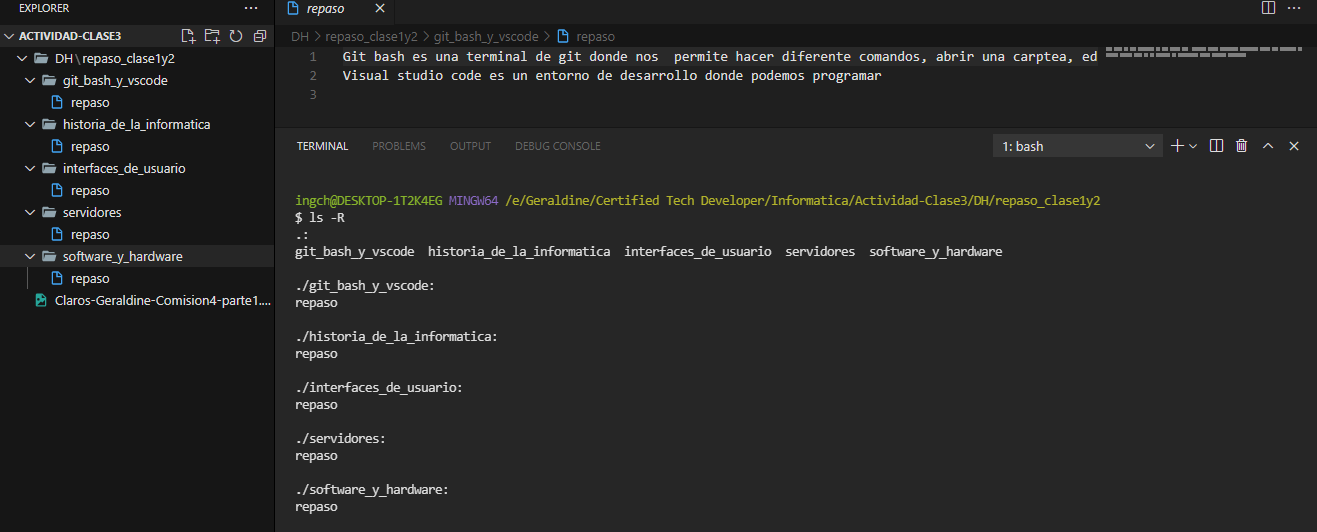 EXPLORER
ACTIVIDAD-CLASE3
DH\repaso_clase1y2
git_bash_y_vscode
repaso
historia_de_la_informatica
repaso
interfaces_de_usuario
repaso
servidores
repaso
software_y_hardware
repaso
Claros-Geraldine-Comision4-parte1....
repaso
DH > repaso_clase1y2 > git_bash_y_vscode > repaso
1 Git bash es una terminal de git donde nos  permite hacer diferente comandos, abrir una carptea, ed
2 Visual studio code es un entorno de desarrollo donde podemos programar
3
TERMINAL PROBLEMS OUTPUT DEBUG CONSOLE 1: bash
ingch@DESKTOP-1T2K4EG MINGW64 /e/Geraldine/Certified Tech Developer/Informatica/Actividad-Clase3/DH/repaso_clase1y2
$ ls -R
.:
git_bash_y_vscode  historia_de_la_informatica  interfaces_de_usuario  servidores  software_y_hardware
./git_bash_y_vscode:
repaso
./historia_de_la_informatica:
repaso
./interfaces_de_usuario:
repaso
./servidores:
repaso
./software_y_hardware:
repaso